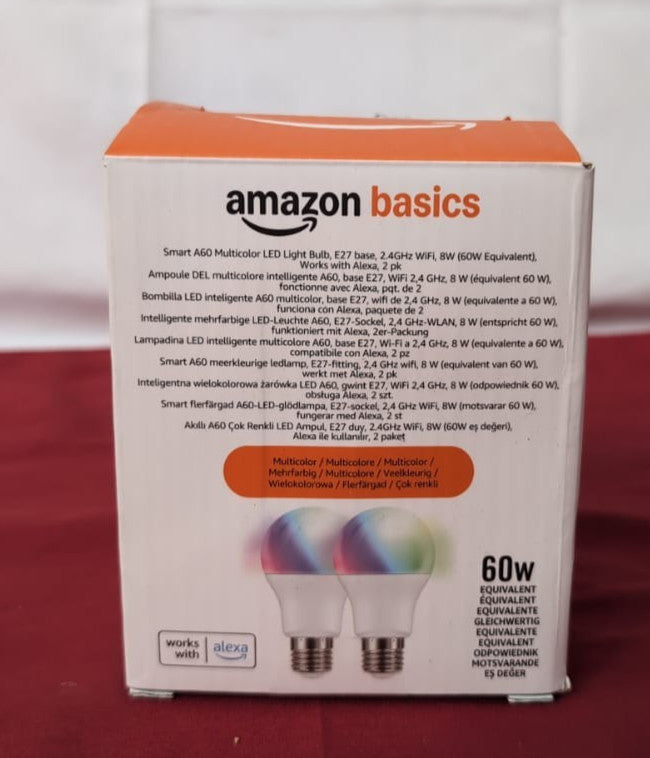 amazon basics
Smart A60 Multicolor LED Light Bulb, E27 base, 2.4GHz WiFi, 8W (60W Equivalent),
Works with Alexa, 2 pk
Ampoule DEL multicolore intelligente A60, base E27, WiFi 2,4 GHz, 8 W (équivalent 60 W),
fonctionne avec Alexa, pqt. de 2
Bombilla LED inteligente A60 multicolor, base E27, wifi de 2,4 GHz, 8 W (equivalente a 60 W),
funciona con Alexa, paquete de 2
Intelligente mehrfarbige LED-Leuchte A60, E27-Sockel, 2,4 GHz-WLAN, 8 W (entspricht 60 W),
funktioniert mit Alexa, 2er-Packung
Lampadina LED intelligente multicolore A60, base E27, Wi-Fi a 2,4 GHz, 8 W (equivalente a 60 W),
compatibile con Alexa, 2 pz
Smart A60 meerkleurige ledlamp, E27-fitting, 2,4 GHz wifi, 8 W (equivalent van 60 W),
werkt met Alexa, 2 pk
Inteligentna wielokolorowa żarówka LED A60, gwint E27, WiFi 2,4 GHz, 8 W (odpowiednik 60 W),
obsługa Alexa, 2 szt.
Smart flerfärgad A60-LED-glödlampa, E27-sockel, 2,4 GHz WiFi, 8W (motsvarar 60 W),
fungerar med Alexa, 2 st
Akıllı A60 Çok Renkli LED Ampul, E27 duy, 2.4GHz WiFi, 8W (60W eş değeri),
Alexa ile kullanılır, 2 paket
Multicolor / Multicolore / Multicolor /
Mehrfarbig / Multicolore / Veelkleurig /
Wielokolorowa / Flerfärgad / Çok renkli
60w
EQUIVALENT
ÉQUIVALENT
EQUIVALENTE
GLEICHWERTIG
EQUIVALENTE
EQUIVALENT
ODPOWIEDNIK
MOTSVARANDE
EŞ DEĞER
works
with
alexa